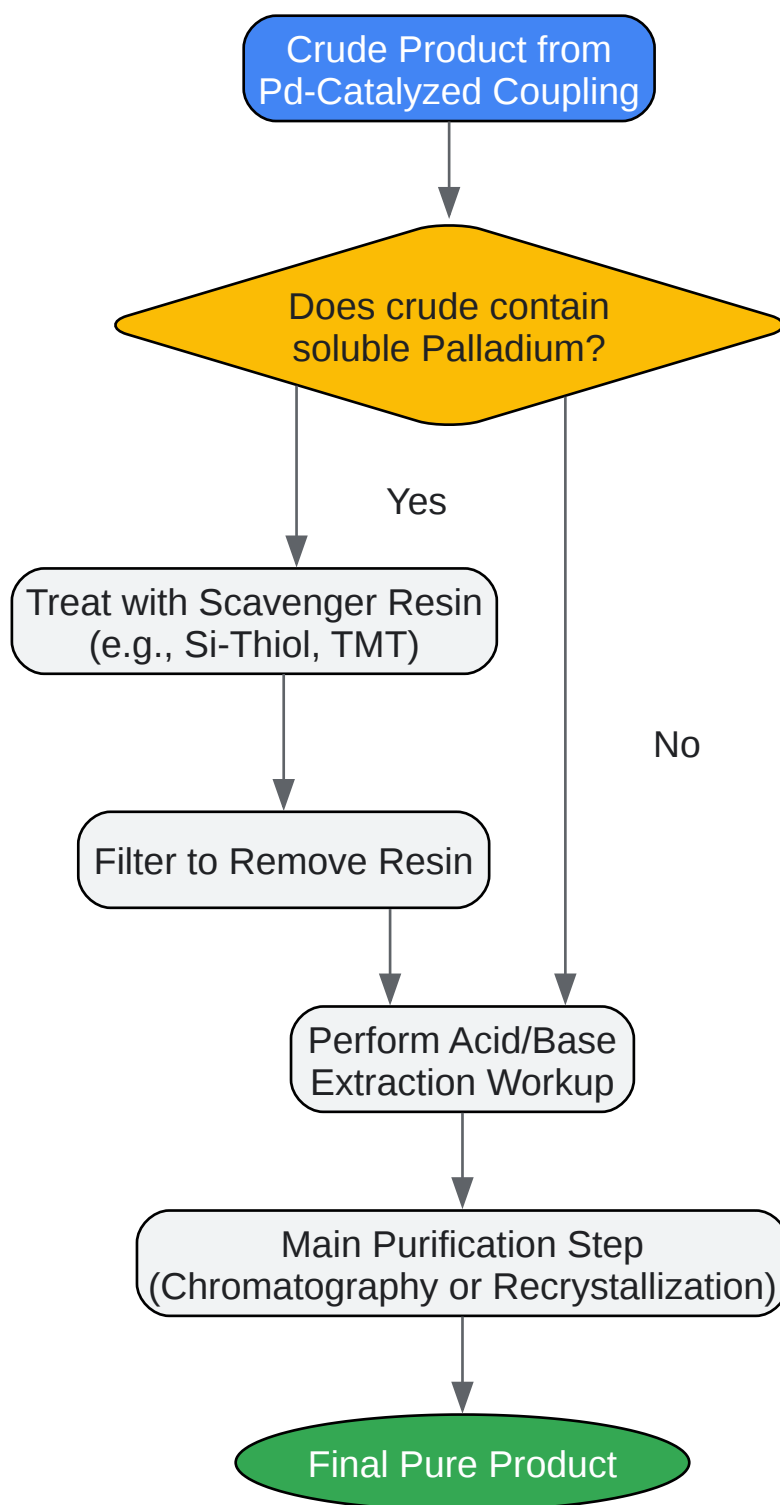 Crude Product from
Pd-Catalyzed Coupling
Does crude contain
soluble Palladium?
Yes
Treat with Scavenger Resin
(e.g., Si-Thiol, TMT)
No
Filter to Remove Resin
Perform Acid/Base
Extraction Workup
Main Purification Step
(Chromatography or Recrystallization)
Final Pure Product